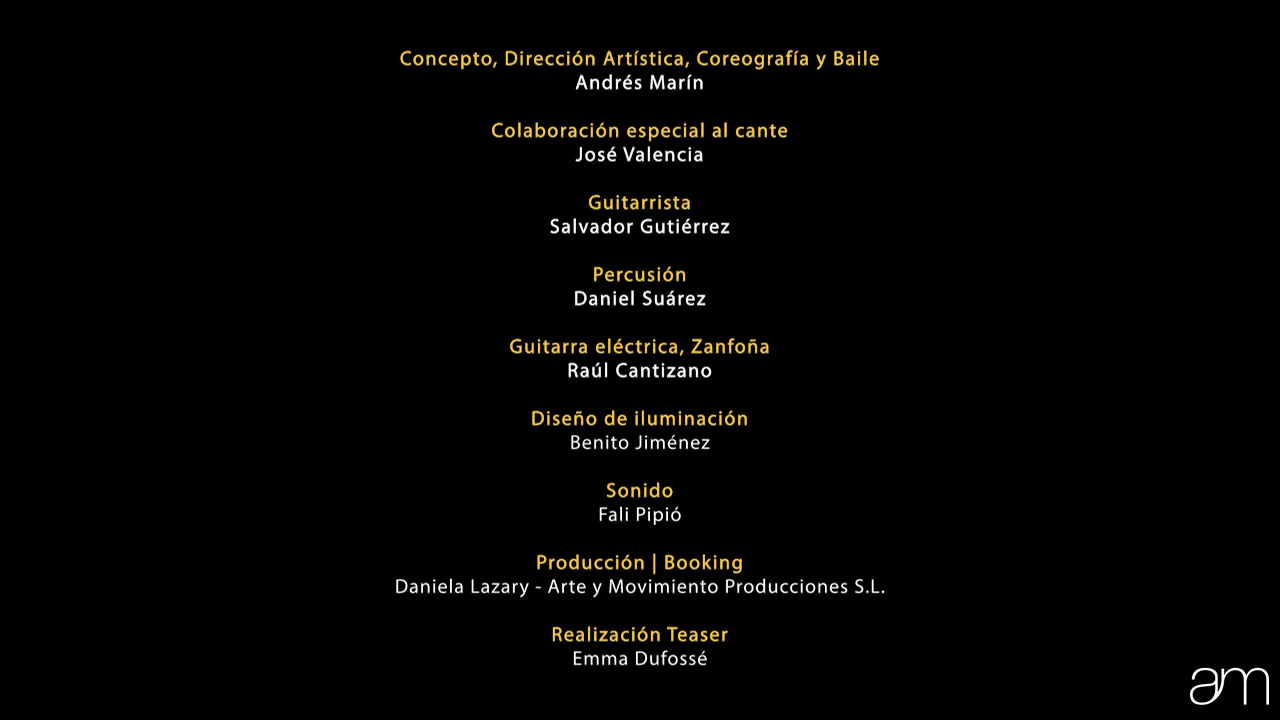 Concepto, Dirección Artística, Coreografía y Baile
Andrés Marín
Colaboración especial al cante
José Valencia
Guitarrista
Salvador Gutiérrez
Percusión
Daniel Suárez
Guitarra eléctrica, Zanfoña
Raúl Cantizano
Diseño de iluminación
Benito Jiménez
Sonido
Fali Pipió
Producción | Booking
Daniela Lazary - Arte y Movimiento Producciones S.L.
Realización Teaser
Emma Dufossé
am